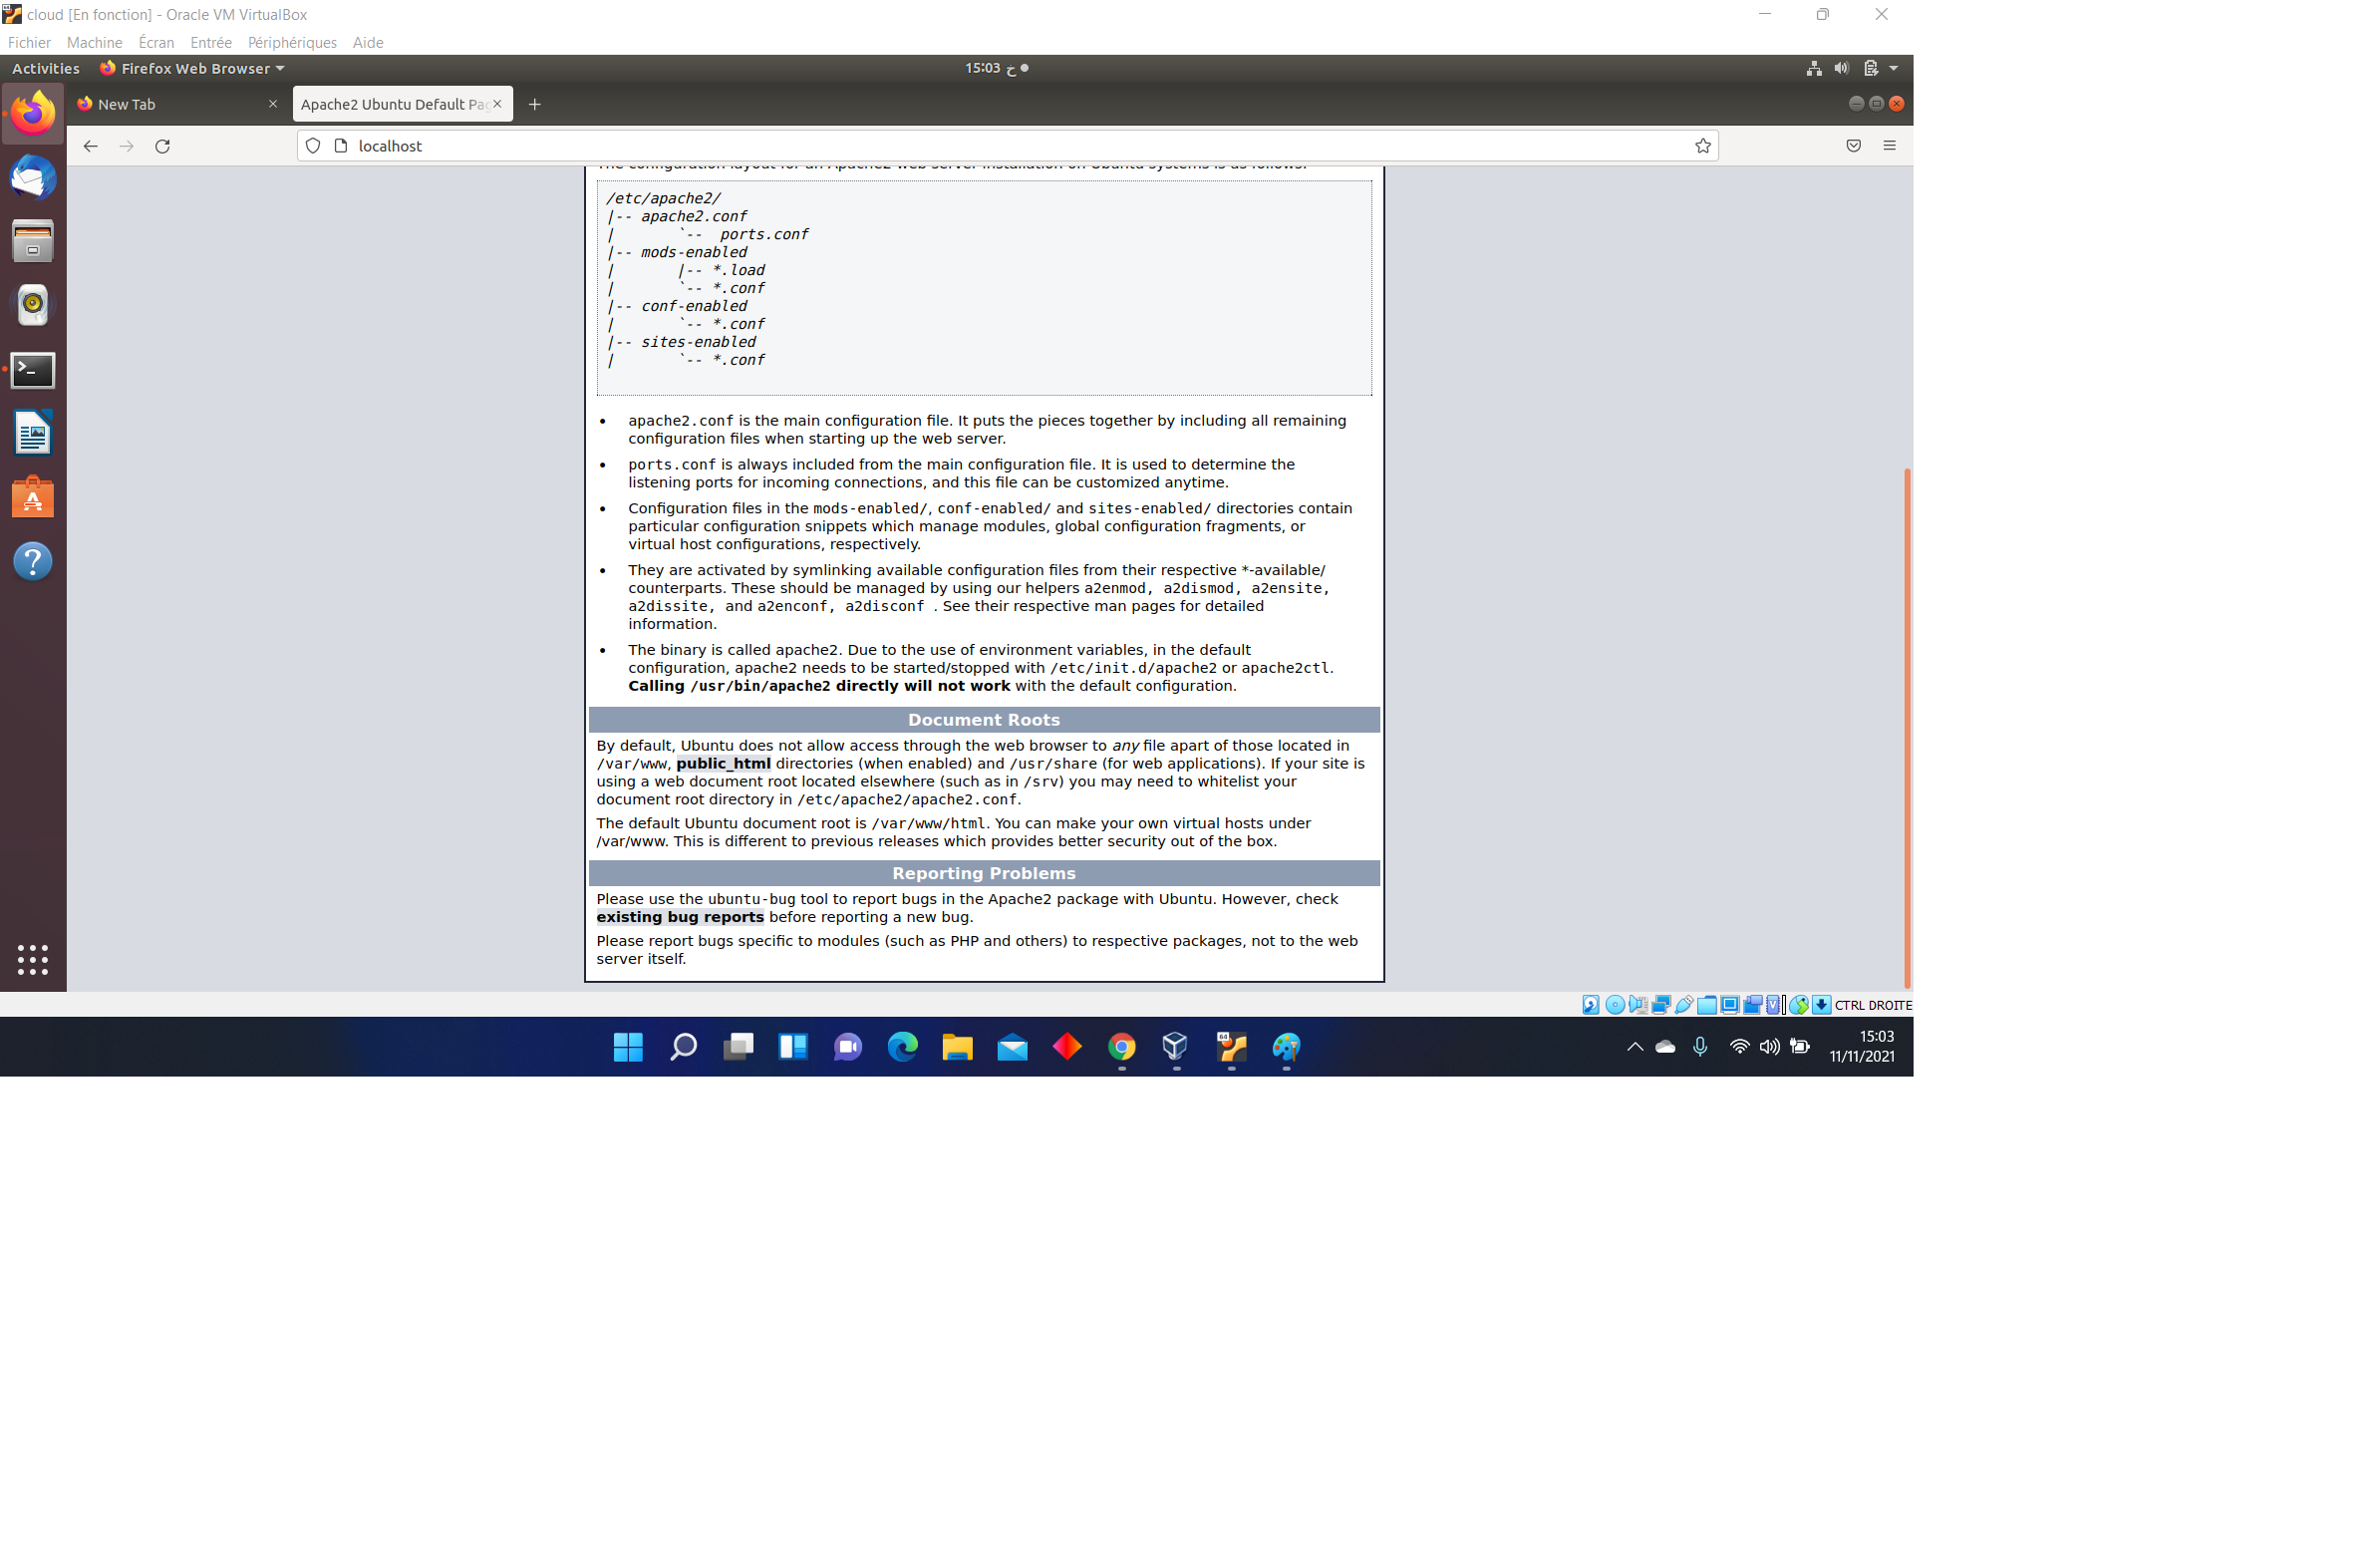 cloud [En fonction] - Oracle VM VirtualBox
Fichier Machine Écran Entrée Périphériques Aide
Activities Firefox Web Browser 15:03 خ
New Tab Apache2 Ubuntu Default Pag
localhost
The configuration layout for an Apache2 web server installation on Ubuntu systems is as follows:
/etc/apache2/
|-- apache2.conf
|       `--  ports.conf
|-- mods-enabled
|       |-- *.load
|       `-- *.conf
|-- conf-enabled
|       `-- *.conf
|-- sites-enabled
|       `-- *.conf
• apache2.conf is the main configuration file. It puts the pieces together by including all remaining
configuration files when starting up the web server.
• ports.conf is always included from the main configuration file. It is used to determine the
listening ports for incoming connections, and this file can be customized anytime.
• Configuration files in the mods-enabled/, conf-enabled/ and sites-enabled/ directories contain
particular configuration snippets which manage modules, global configuration fragments, or
virtual host configurations, respectively.
• They are activated by symlinking available configuration files from their respective *-available/
counterparts. These should be managed by using our helpers a2enmod, a2dismod, a2ensite,
a2dissite, and a2enconf, a2disconf . See their respective man pages for detailed
information.
• The binary is called apache2. Due to the use of environment variables, in the default
configuration, apache2 needs to be started/stopped with /etc/init.d/apache2 or apache2ctl.
Calling /usr/bin/apache2 directly will not work with the default configuration.
Document Roots
By default, Ubuntu does not allow access through the web browser to any file apart of those located in
/var/www, public_html directories (when enabled) and /usr/share (for web applications). If your site is
using a web document root located elsewhere (such as in /srv) you may need to whitelist your
document root directory in /etc/apache2/apache2.conf.
The default Ubuntu document root is /var/www/html. You can make your own virtual hosts under
/var/www. This is different to previous releases which provides better security out of the box.
Reporting Problems
Please use the ubuntu-bug tool to report bugs in the Apache2 package with Ubuntu. However, check
existing bug reports before reporting a new bug.
Please report bugs specific to modules (such as PHP and others) to respective packages, not to the web
server itself.
CTRL DROITE
15:03
11/11/2021